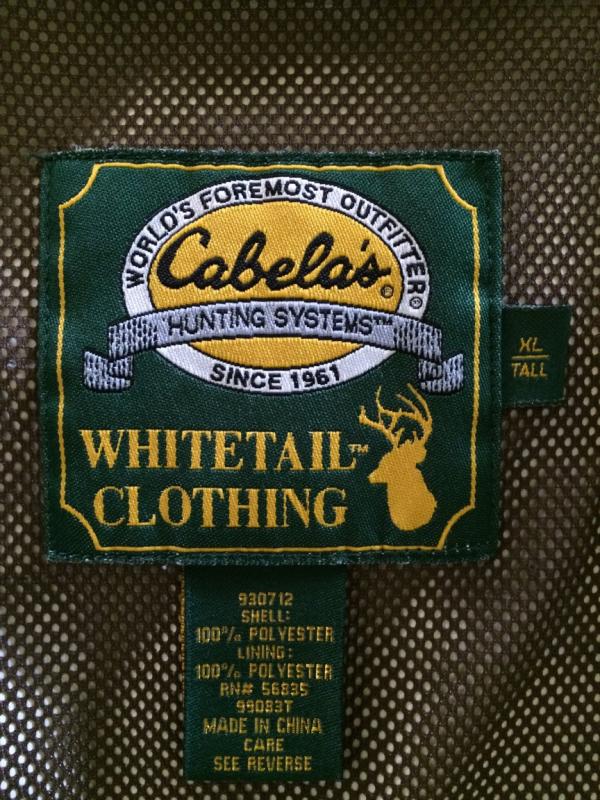 WORLD'S FOREMOST OUTFITTER®
Cabela's®
HUNTING SYSTEMS™
SINCE 1961
WHITETAIL™
CLOTHING
XL
TALL
930712
SHELL:
100% POLYESTER
LINING:
100% POLYESTER
RN# 56835
99083T
MADE IN CHINA
CARE
SEE REVERSE